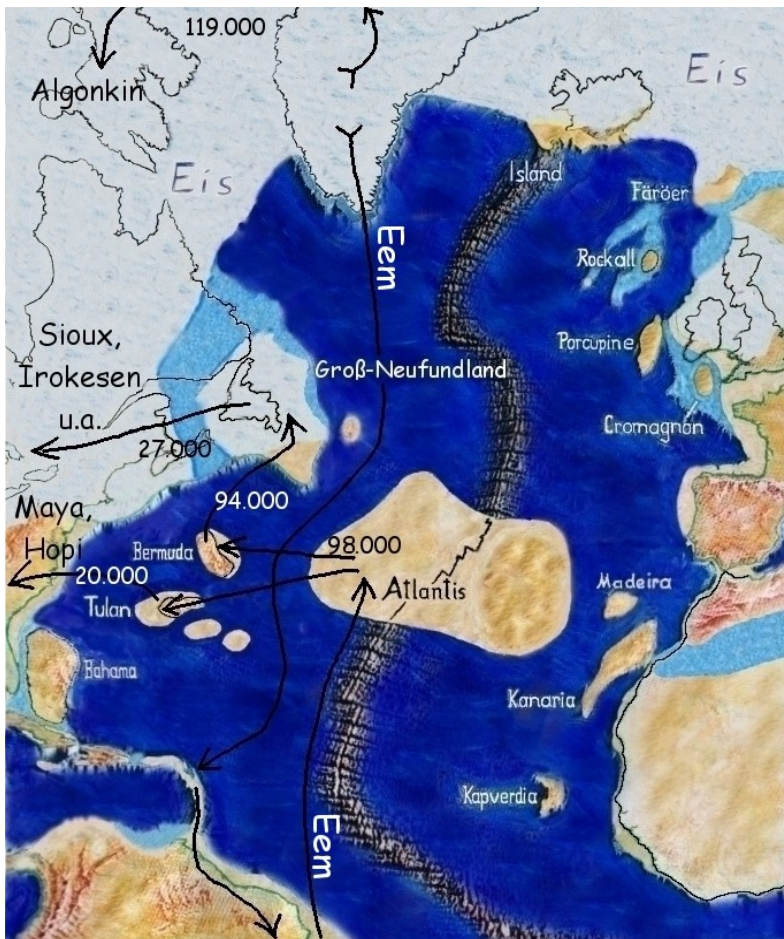 119.000
Algonkin
Eis
Eis
Island
Färöer
Eem
Rockall
Sioux,
Irokesen
u.a.
Porcupine
Groß-Neufundland
Cromagnón
27.000
94.000
Maya,
Hopi
Bermuda
98.000
20.000
Tulan
Atlantis
Madeira
Bahama
Kanaria
Kapverdia
Eem